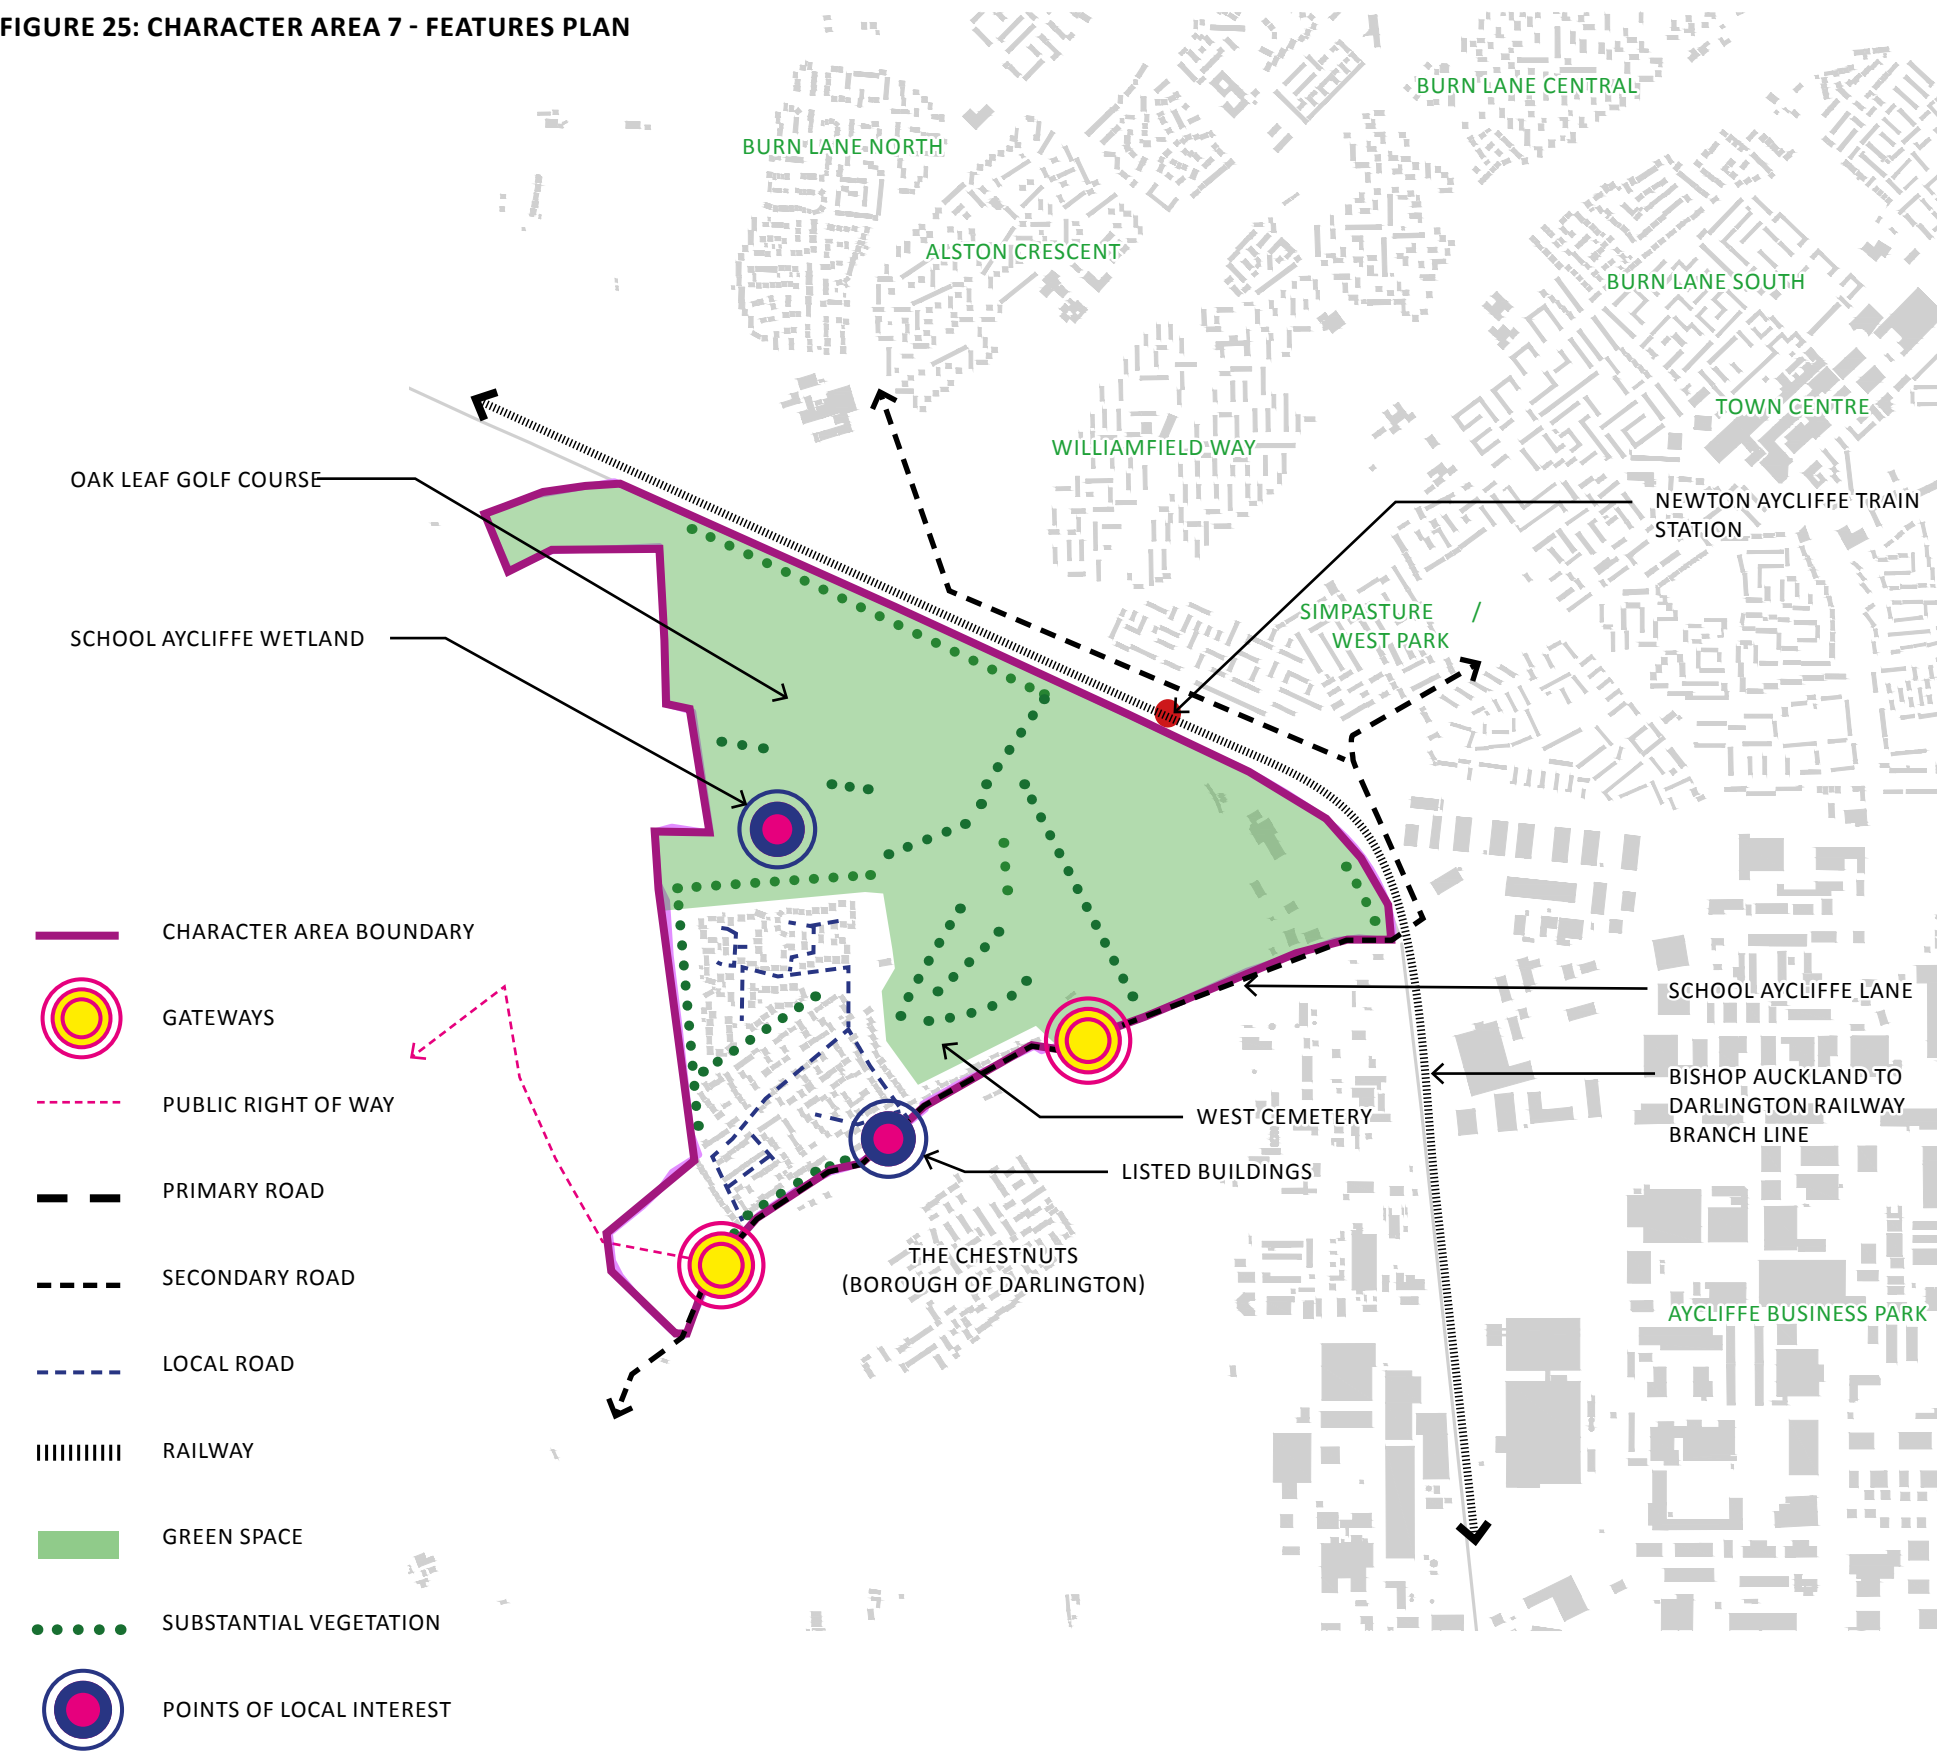 FIGURE 25: CHARACTER AREA 7 - FEATURES PLAN
BURN LANE CENTRAL
BURN LANE NORTH
ALSTON CRESCENT
BURN LANE SOUTH
TOWN CENTRE
WILLIAMFIELD WAY
OAK LEAF GOLF COURSE
NEWTON AYCLIFFE TRAIN
STATION
SIMPASTURE /
WEST PARK
SCHOOL AYCLIFFE WETLAND
CHARACTER AREA BOUNDARY
GATEWAYS
PUBLIC RIGHT OF WAY
PRIMARY ROAD
SECONDARY ROAD
LOCAL ROAD
RAILWAY
GREEN SPACE
SUBSTANTIAL VEGETATION
POINTS OF LOCAL INTEREST
SCHOOL AYCLIFFE LANE
BISHOP AUCKLAND TO
DARLINGTON RAILWAY
BRANCH LINE
WEST CEMETERY
LISTED BUILDINGS
THE CHESTNUTS
(BOROUGH OF DARLINGTON)
AYCLIFFE BUSINESS PARK